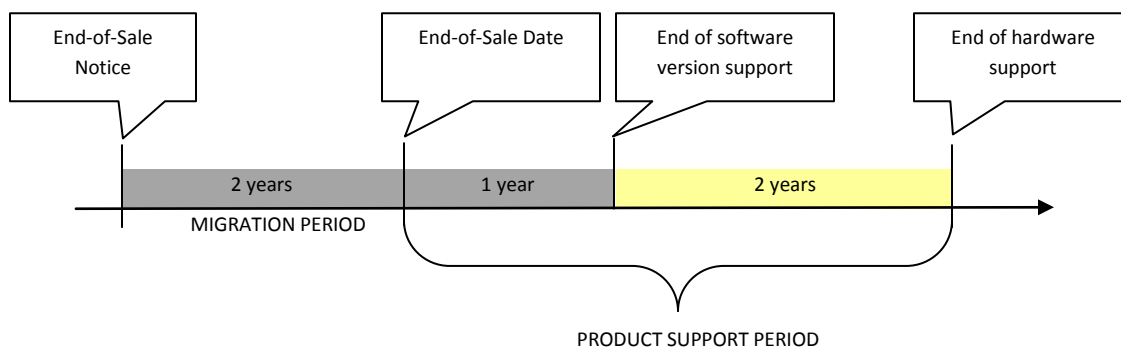 End-of-Sale
Notice
End-of-Sale Date
End of software
version support
End of hardware
support
2 years
1 year
2 years
MIGRATION PERIOD
PRODUCT SUPPORT PERIOD